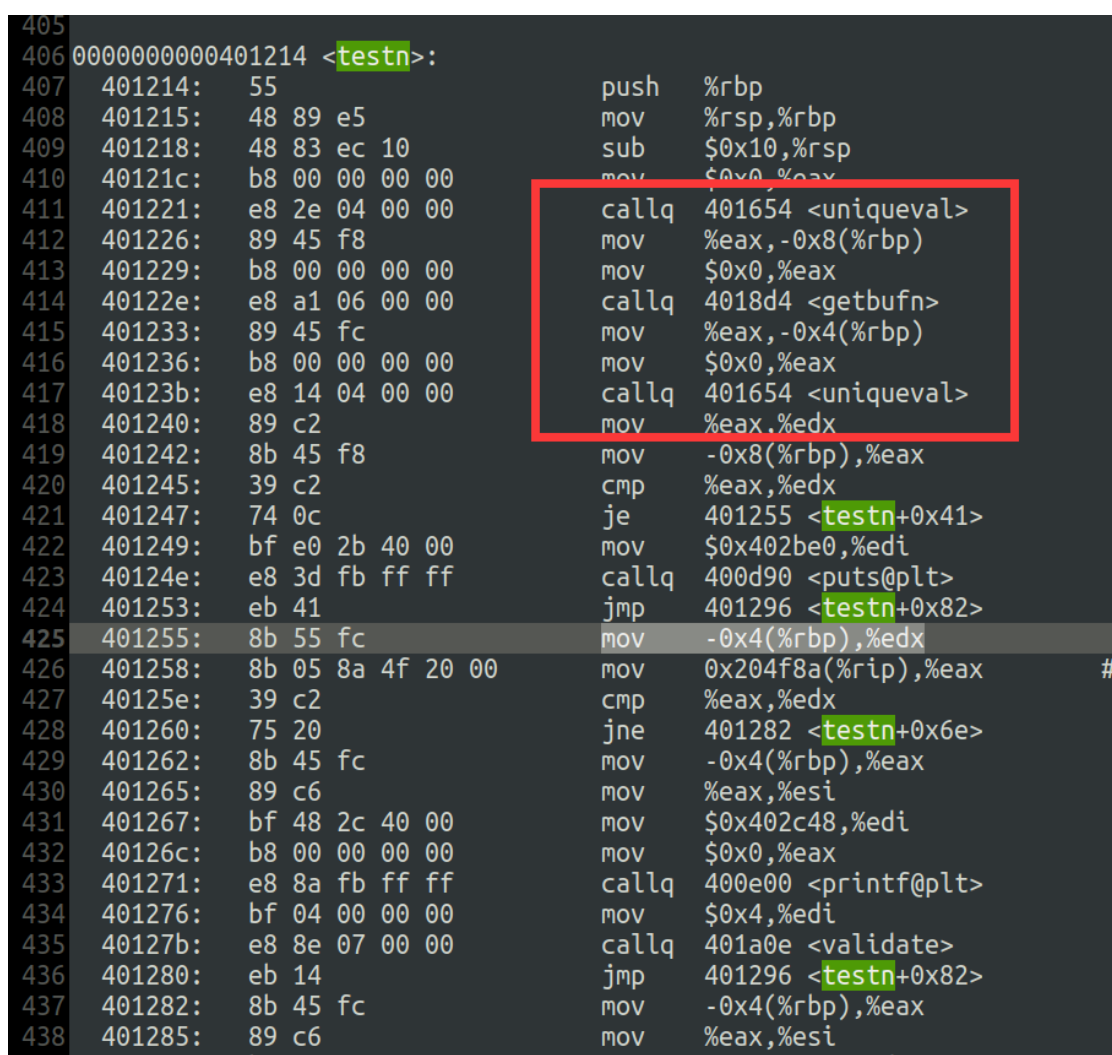 405
406 0000000000401214 <testn>:
407 401214: 55 push %rbp
408 401215: 48 89 e5 mov %rsp,%rbp
409 401218: 48 83 ec 10 sub $0x10,%rsp
410 40121c: b8 00 00 00 00 mov $0x0,%eax
411 401221: e8 2e 04 00 00 callq 401654 <uniqueval>
412 401226: 89 45 f8 mov %eax,-0x8(%rbp)
413 401229: b8 00 00 00 00 mov $0x0,%eax
414 40122e: e8 a1 06 00 00 callq 4018d4 <getbufn>
415 401233: 89 45 fc mov %eax,-0x4(%rbp)
416 401236: b8 00 00 00 00 mov $0x0,%eax
417 40123b: e8 14 04 00 00 callq 401654 <uniqueval>
418 401240: 89 c2 mov %eax,%edx
419 401242: 8b 45 f8 mov -0x8(%rbp),%eax
420 401245: 39 c2 cmp %eax,%edx
421 401247: 74 0c je 401255 <testn+0x41>
422 401249: bf e0 2b 40 00 mov $0x402be0,%edi
423 40124e: e8 3d fb ff ff callq 400d90 <puts@plt>
424 401253: eb 41 jmp 401296 <testn+0x82>
425 401255: 8b 55 fc mov -0x4(%rbp),%edx
426 401258: 8b 05 8a 4f 20 00 mov 0x204f8a(%rip),%eax #
427 40125e: 39 c2 cmp %eax,%edx
428 401260: 75 20 jne 401282 <testn+0x6e>
429 401262: 8b 45 fc mov -0x4(%rbp),%eax
430 401265: 89 c6 mov %eax,%esi
431 401267: bf 48 2c 40 00 mov $0x402c48,%edi
432 40126c: b8 00 00 00 00 mov $0x0,%eax
433 401271: e8 8a fb ff ff callq 400e00 <printf@plt>
434 401276: bf 04 00 00 00 mov $0x4,%edi
435 40127b: e8 8e 07 00 00 callq 401a0e <validate>
436 401280: eb 14 jmp 401296 <testn+0x82>
437 401282: 8b 45 fc mov -0x4(%rbp),%eax
438 401285: 89 c6 mov %eax,%esi